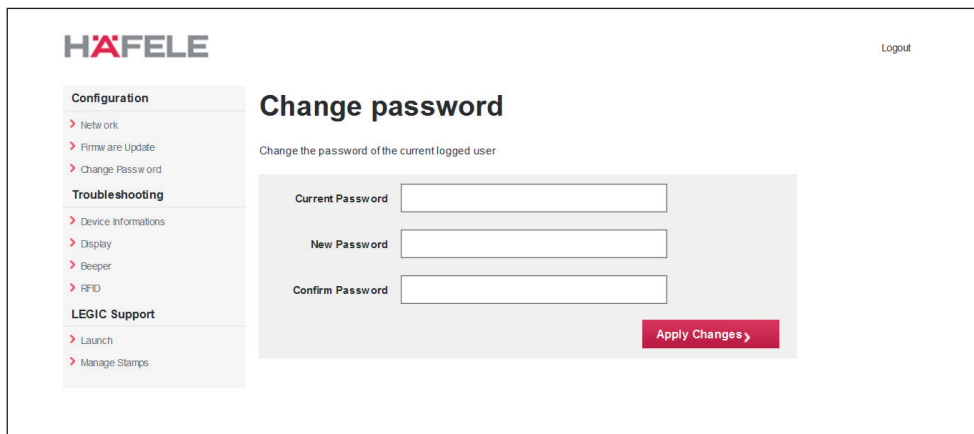 HÄFELE
Logout
Configuration
Network
Firmware Update
Change Password
Troubleshooting
Device Informations
Display
Beeper
RFID
LEGIC Support
Launch
Manage Stamps
Change password
Change the password of the current logged user
Current Password
New Password
Confirm Password
Apply Changes